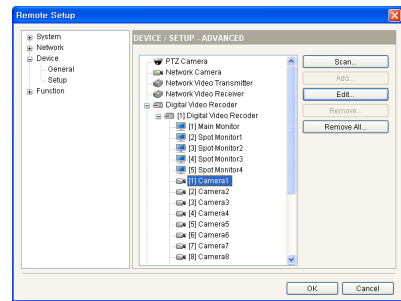 Remote Setup
System
Network
Device
General
Setup
Function
DEVICE / SETUP - ADVANCED
PTZ Camera
Network Camera
Network Video Transmitter
Network Video Receiver
Digital Video Recoder
[1] Digital Video Recoder
[1] Main Monitor
[2] Spot Monitor1
[3] Spot Monitor2
[4] Spot Monitor3
[5] Spot Monitor4
[1] Camera1
[2] Camera2
[3] Camera3
[4] Camera4
[5] Camera5
[6] Camera6
[7] Camera7
[8] Camera8
Scan...
Add...
Edit...
Remove...
Remove All...
OK
Cancel